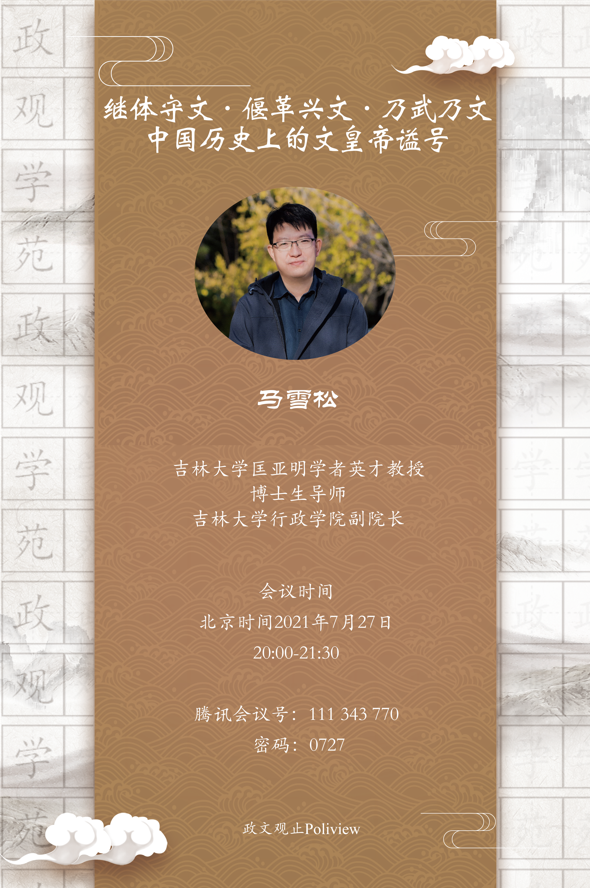 继体守文·偃革兴文·乃武乃文
中国历史上的文皇帝谥号
马雪松
吉林大学匡亚明学者英才教授
博士生导师
吉林大学行政学院副院长
会议时间
北京时间2021年7月27日
20:00-21:30
腾讯会议号：111 343 770
密码：0727
政文观止Poliview
政
观
学
苑
政
观
学
苑
政
观
学
苑